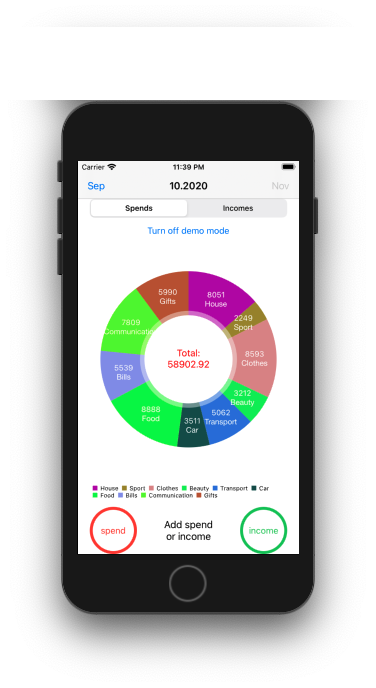 Carrier 11:39 PM
Sep 10.2020 Nov
Spends Incomes
Turn off demo mode
5990
Gifts
8051
House
2249
Sport
7809
Communication
Total:
58902.92
8593
Clothes
5539
Bills
3212
Beauty
8888
Food
5062
Transport
3511
Car
House Sport Clothes Beauty Transport Car
Food Bills Communication Gifts
spend
Add spend
or income
income